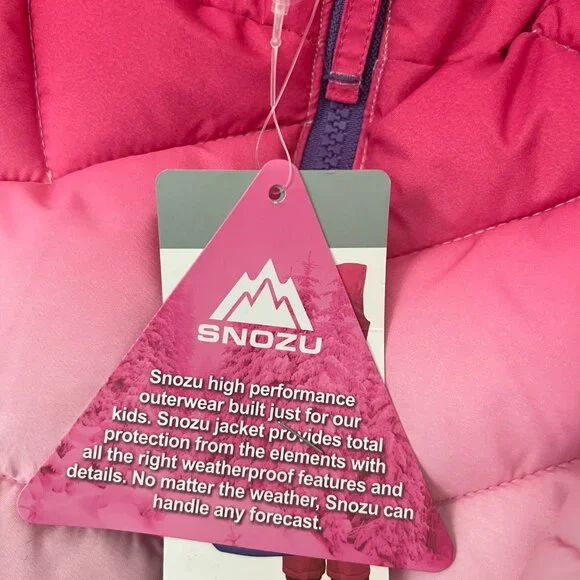 SNOZU
Snozu high performance
outerwear built just for our
kids. Snozu jacket provides total
protection from the elements with
all the right weatherproof features and
details. No matter the weather, Snozu can
handle any forecast.